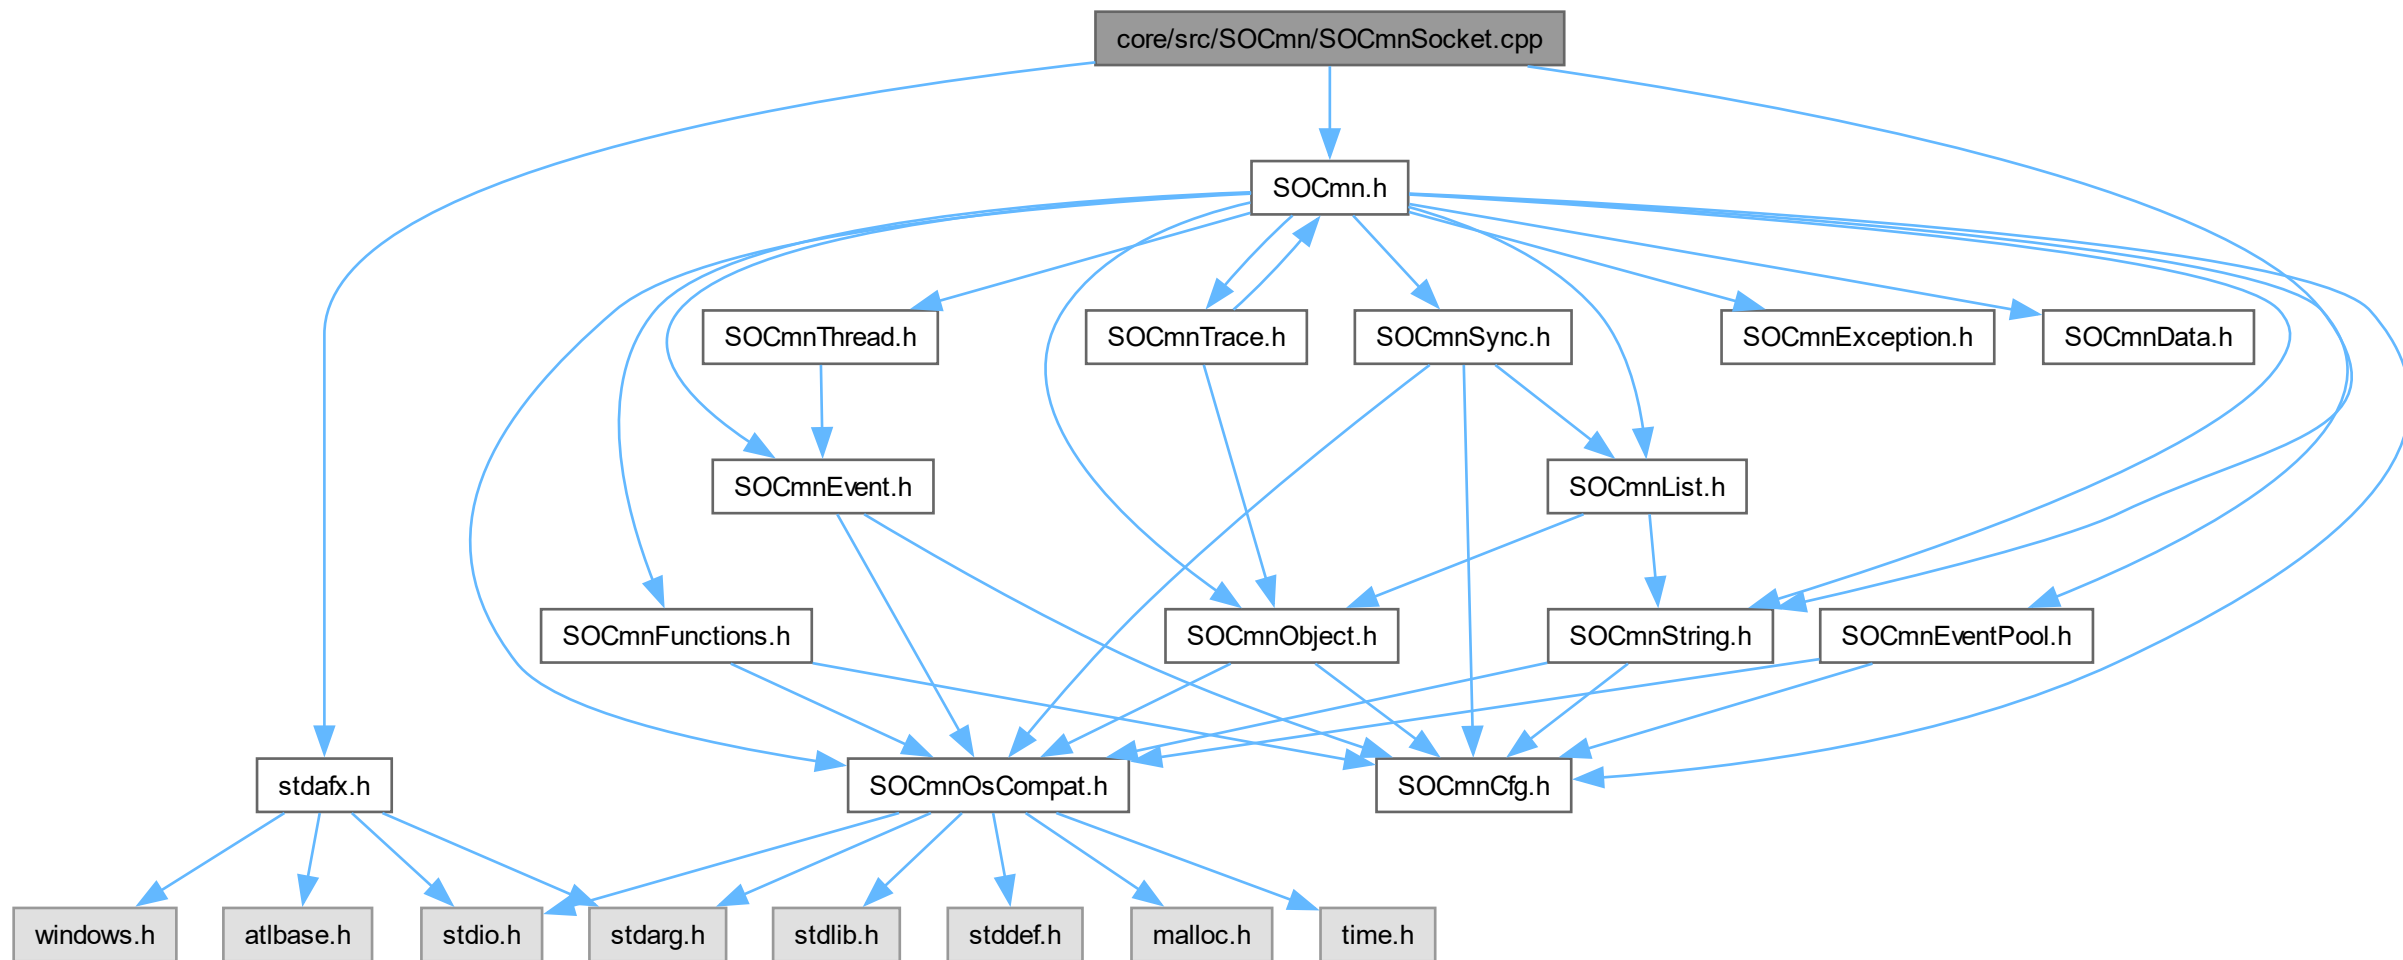 core/src/SOCmn/SOCmnSocket.cpp
SOCmn.h
SOCmnThread.h
SOCmnTrace.h
SOCmnSync.h
SOCmnException.h
SOCmnData.h
SOCmnEvent.h
SOCmnList.h
SOCmnFunctions.h
SOCmnObject.h
SOCmnString.h
SOCmnEventPool.h
stdafx.h
SOCmnOsCompat.h
SOCmnCfg.h
windows.h
atlbase.h
stdio.h
stdarg.h
stdlib.h
stddef.h
malloc.h
time.h